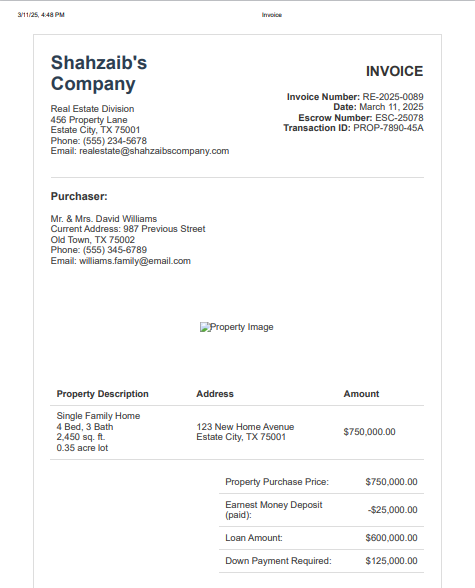 3/11/25, 4:48 PM
Invoice
Shahzaib's
Company
Real Estate Division
456 Property Lane
Estate City, TX 75001
Phone: (555) 234-5678
Email: realestate@shahzaibscompany.com
INVOICE
Invoice Number: RE-2025-0089
Date: March 11, 2025
Escrow Number: ESC-25078
Transaction ID: PROP-7890-45A
Purchaser:
Mr. & Mrs. David Williams
Current Address: 987 Previous Street
Old Town, TX 75002
Phone: (555) 345-6789
Email: williams.family@email.com
Property Image
Property Description Address Amount
Single Family Home
4 Bed, 3 Bath
2,450 sq. ft.
0.35 acre lot
123 New Home Avenue
Estate City, TX 75001
$750,000.00
Property Purchase Price: $750,000.00
Earnest Money Deposit
(paid): -$25,000.00
Loan Amount: $600,000.00
Down Payment Required: $125,000.00